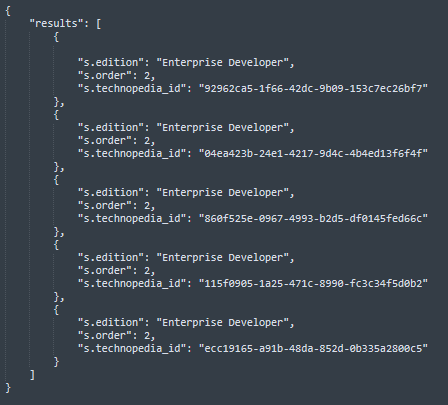 {
"results": [
{
"s.edition": "Enterprise Developer",
"s.order": 2,
"s.technopedia_id": "92962ca5-1f66-42dc-9b09-153c7ec26bf7"
},
{
"s.edition": "Enterprise Developer",
"s.order": 2,
"s.technopedia_id": "04ea423b-24e1-4217-9d4c-4b4ed13f6f4f"
},
{
"s.edition": "Enterprise Developer",
"s.order": 2,
"s.technopedia_id": "860f525e-0967-4993-b2d5-df0145fed66c"
},
{
"s.edition": "Enterprise Developer",
"s.order": 2,
"s.technopedia_id": "115f0905-1a25-471c-8990-fc3c34f5d0b2"
},
{
"s.edition": "Enterprise Developer",
"s.order": 2,
"s.technopedia_id": "ecc19165-a91b-48da-852d-0b335a2800c5"
}
]
}